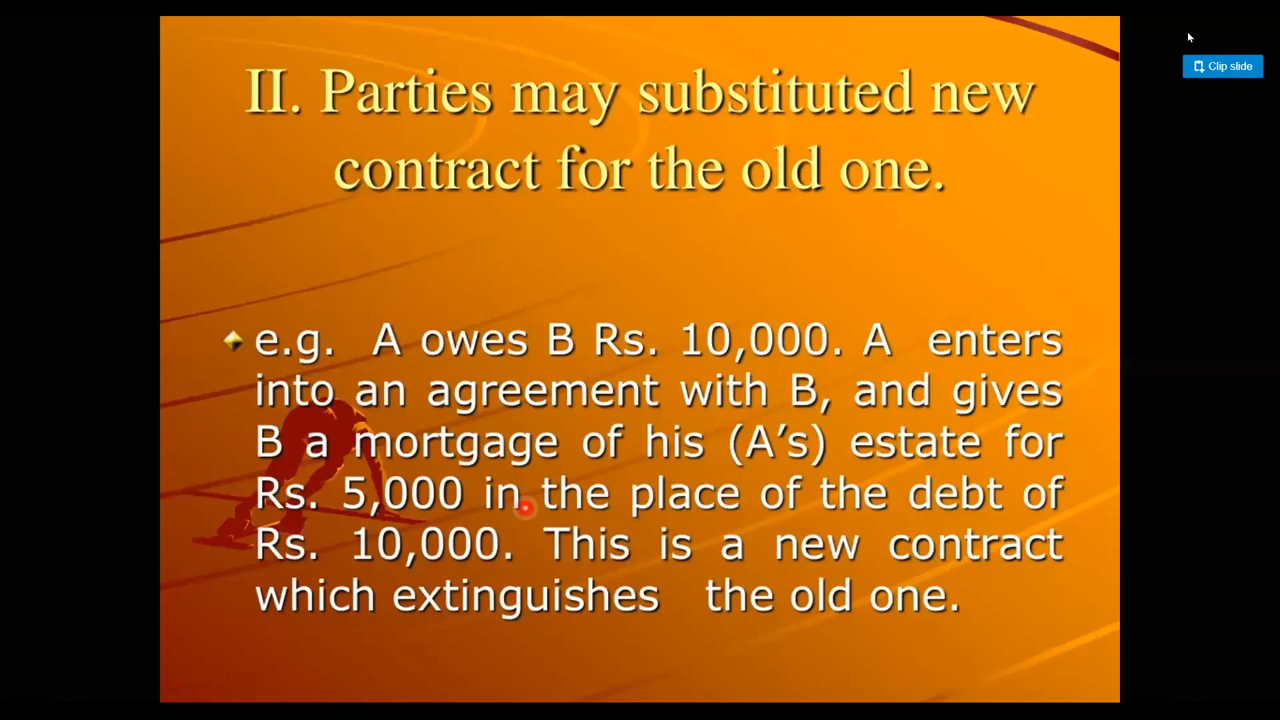 II. Parties may substituted new
contract for the old one.
Clip slide
e.g. A owes B Rs. 10,000. A enters
into an agreement with B, and gives
B a mortgage of his (A’s) estate for
Rs. 5,000 in the place of the debt of
Rs. 10,000. This is a new contract
which extinguishes the old one.